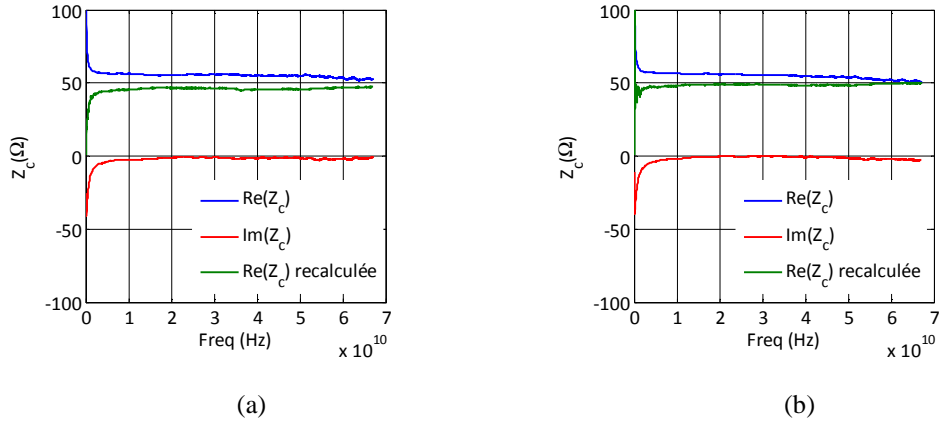 100
50
0
-50
-100
Z_c(Ω)
Re(Z_c)
Im(Z_c)
Re(Z_c) recalculée
0 1 2 3 4 5 6 7
Freq (Hz)
x 10^10
(a)
100
50
0
-50
-100
Z_c(Ω)
Re(Z_c)
Im(Z_c)
Re(Z_c) recalculée
0 1 2 3 4 5 6 7
Freq (Hz)
x 10^10
(b)